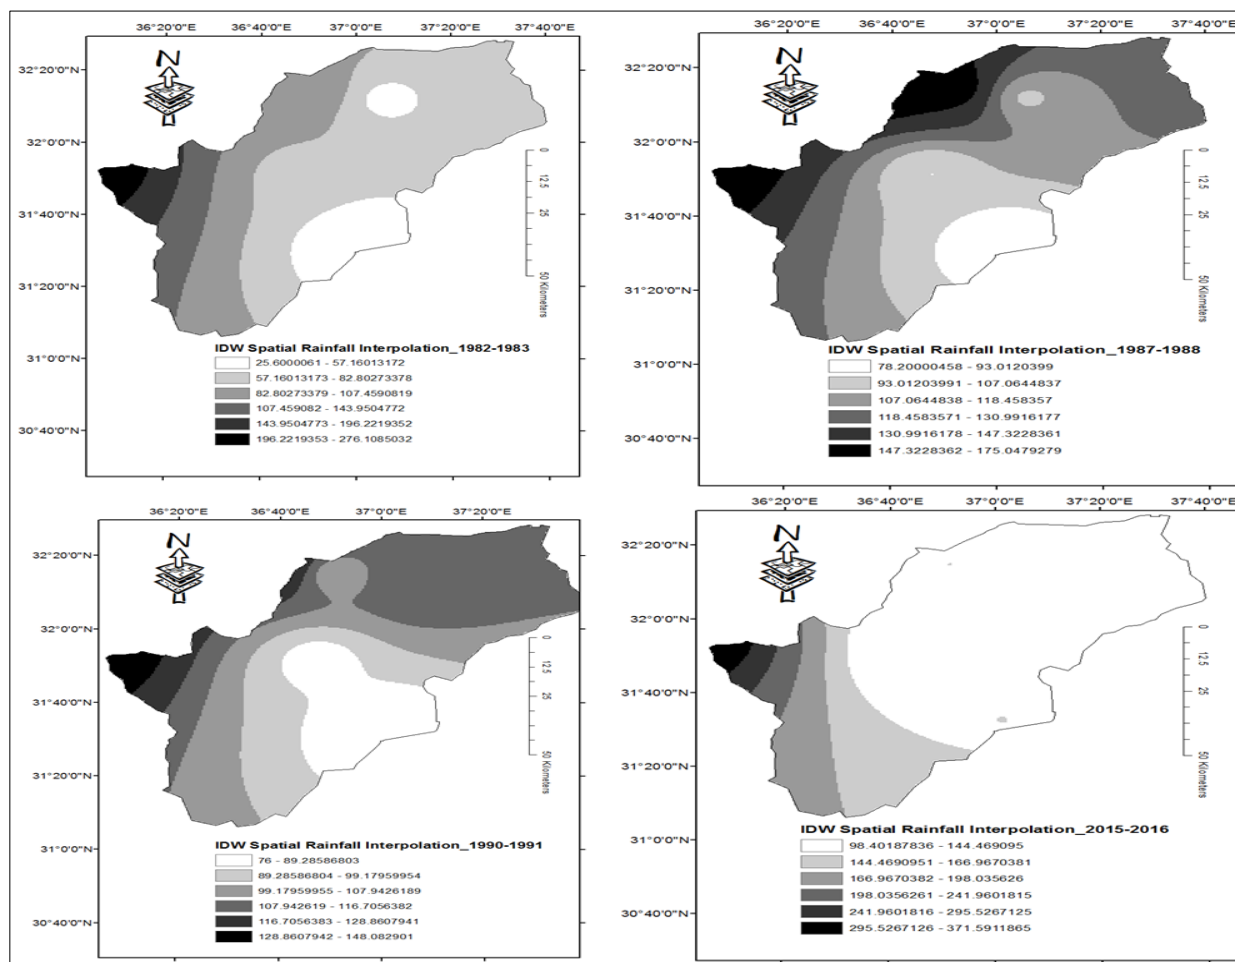 36°20'0"E 36°40'0"E 37°0'0"E 37°20'0"E 37°40'0"E
N
32°20'0"N
32°0'0"N
31°40'0"N
31°20'0"N
31°0'0"N
30°40'0"N
0
12.5
25
50 Kilometers
IDW Spatial Rainfall Interpolation_1982-1983
25.6000061 - 57.16013172
57.16013173 - 82.80273378
82.80273379 - 107.4590819
107.459082 - 143.9504772
143.9504773 - 196.2219352
196.2219353 - 276.1085032
36°20'0"E 36°40'0"E 37°0'0"E 37°20'0"E 37°40'0"E
N
32°20'0"N
32°0'0"N
31°40'0"N
31°20'0"N
31°0'0"N
30°40'0"N
0
12.5
25
50 Kilometers
IDW Spatial Rainfall Interpolation_1987-1988
78.20000458 - 93.0120399
93.01203991 - 107.0644837
107.0644838 - 118.458357
118.4583571 - 130.9916177
130.9916178 - 147.3228361
147.3228362 - 175.0479279
36°20'0"E 36°40'0"E 37°0'0"E 37°20'0"E
N
32°20'0"N
32°0'0"N
31°40'0"N
31°20'0"N
31°0'0"N
30°40'0"N
0
12.5
25
50 Kilometers
IDW Spatial Rainfall Interpolation_1990-1991
76 - 89.28586803
89.28586804 - 99.17959954
99.17959955 - 107.9426189
107.942619 - 116.7056382
116.7056383 - 128.8607941
128.8607942 - 148.082901
36°20'0"E 36°40'0"E 37°0'0"E 37°20'0"E 37°40'0"E
N
32°20'0"N
32°0'0"N
31°40'0"N
31°20'0"N
31°0'0"N
30°40'0"N
0
12.5
25
50 Kilometers
IDW Spatial Rainfall Interpolation_2015-2016
98.40187836 - 144.469095
144.4690951 - 166.9670381
166.9670382 - 198.035626
198.0356261 - 241.9601815
241.9601816 - 295.5267125
295.5267126 - 371.5911865